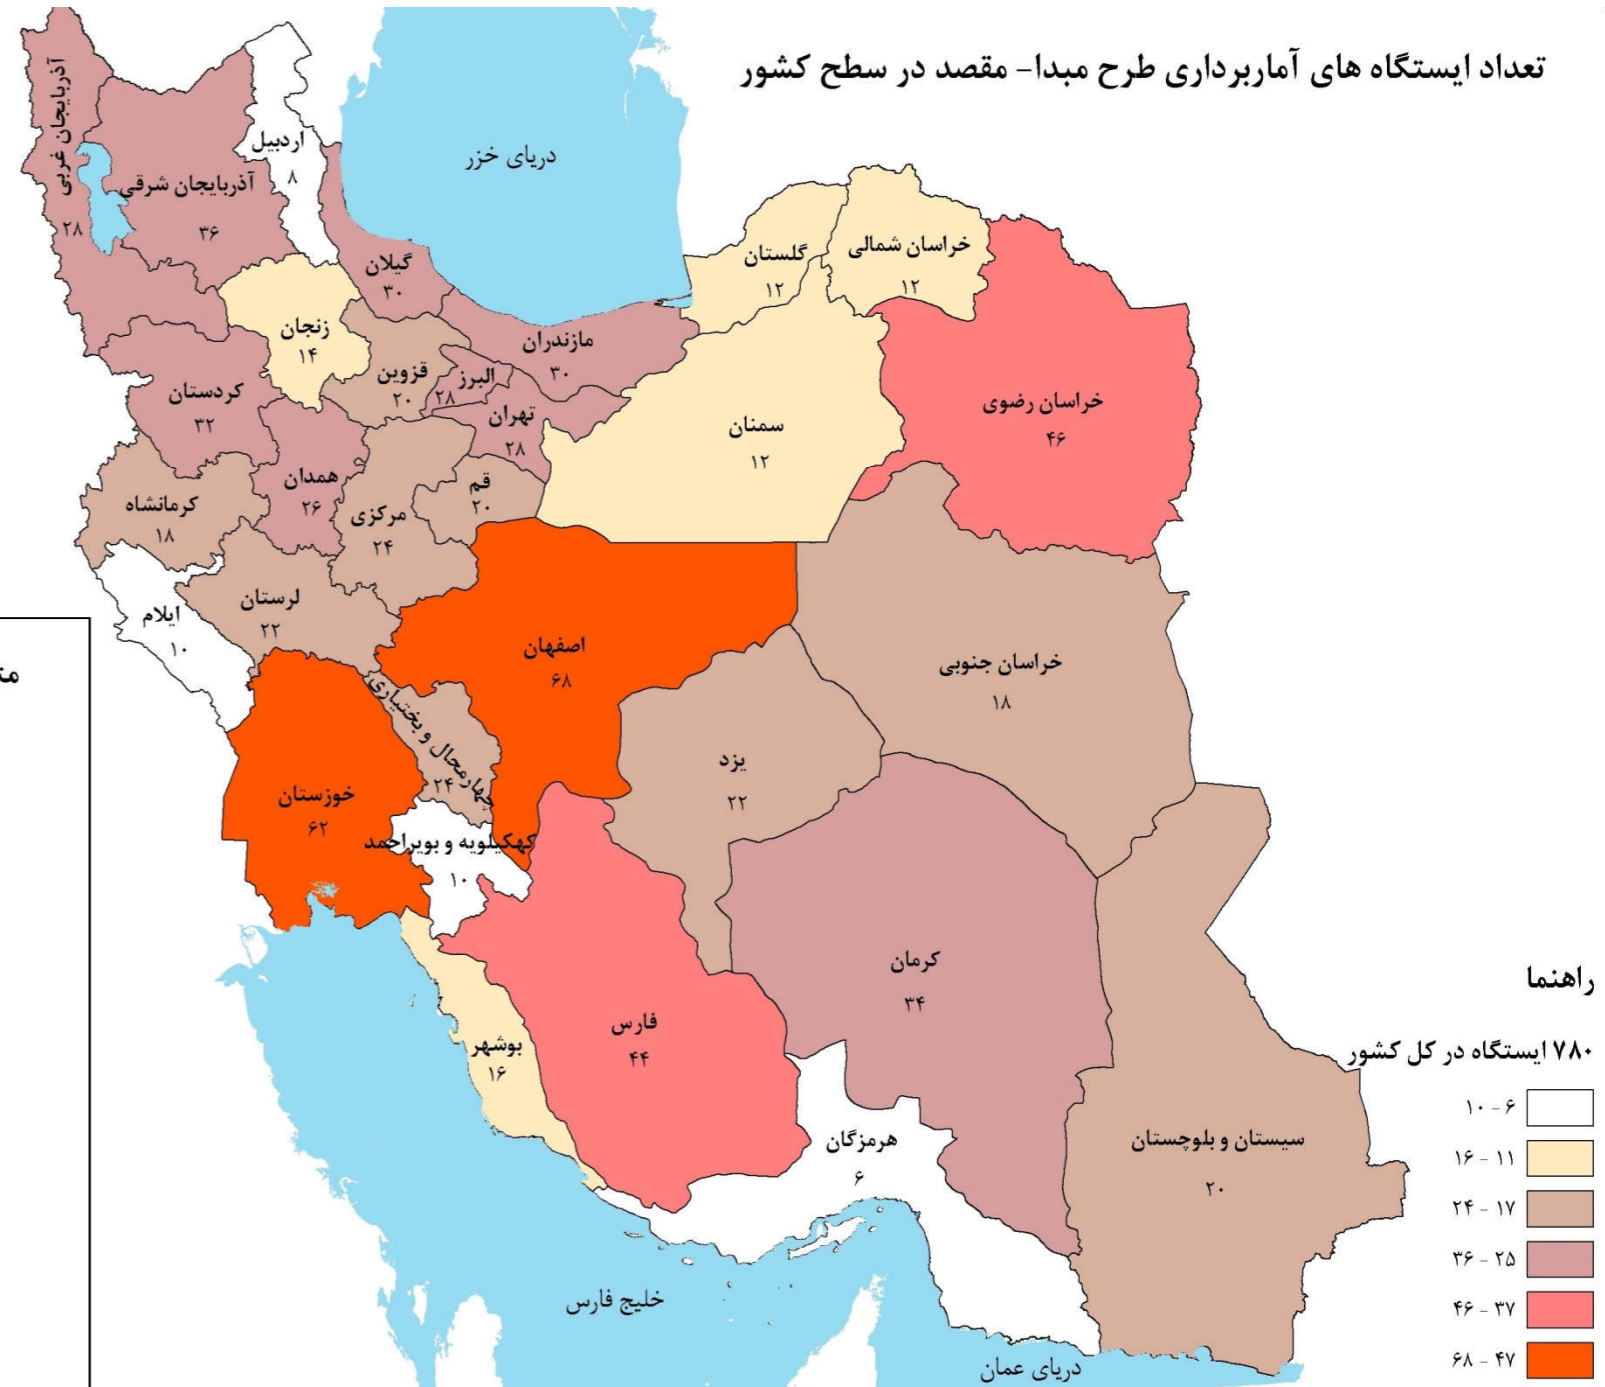 تعداد ایستگاه های آماربرداری طرح مبدا- مقصد در سطح کشور
آذربایجان غربی
۲۸
آذربایجان شرقی
۳۶
اردبیل
۸
دریای خزر
گیلان
۳۰
گلستان
۱۲
خراسان شمالی
۱۲
زنجان
۱۴
مازندران
۳۰
قزوین
۲۰
البرز
۲۸
تهران
۲۸
کردستان
۳۲
سمنان
۱۲
خراسان رضوی
۴۶
همدان
۲۶
قم
۲۰
کرمانشاه
۱۸
مرکزی
۲۴
ایلام
۱۰
لرستان
۲۲
اصفهان
۶۸
خراسان جنوبی
۱۸
چهارمحال و بختیاری
۲۴
یزد
۲۲
خوزستان
۶۲
کهکیلویه و بویراحمد
۱۰
کرمان
۳۴
فارس
۴۴
بوشهر
۱۶
هرمزگان
۶
سیستان و بلوچستان
۲۰
خلیج فارس
دریای عمان
راهنما
۷۸۰ ایستگاه در کل کشور
۶ - ۱۰
۱۱ - ۱۶
۱۷ - ۲۴
۲۵ - ۳۶
۳۷ - ۴۶
۴۷ - ۶۸